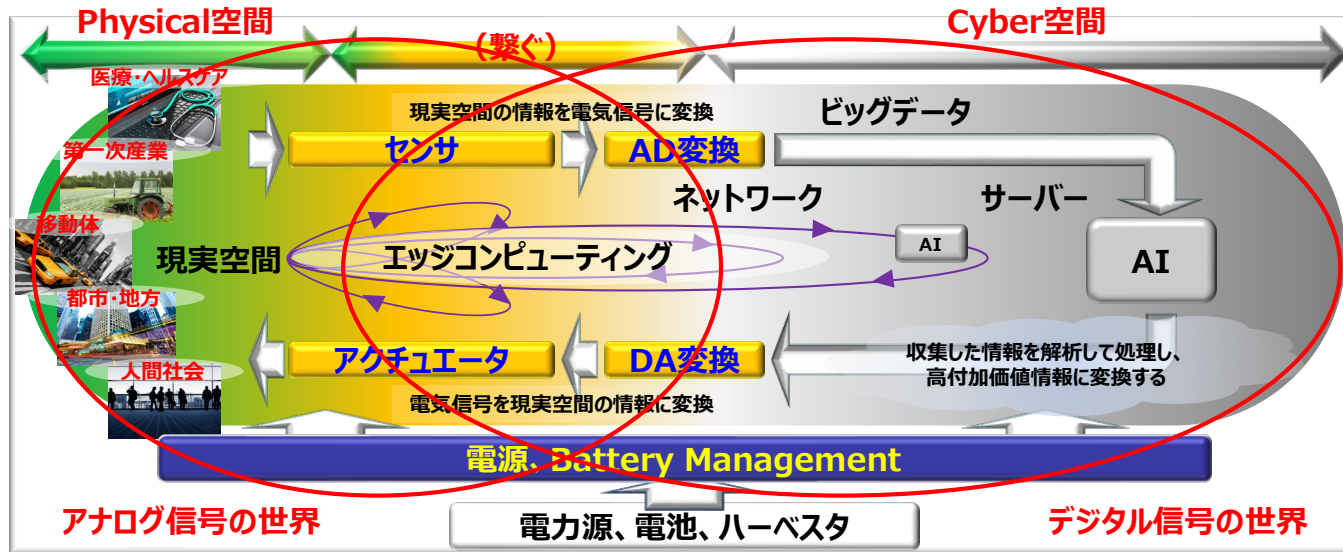 Physical空間
(繋ぐ)
Cyber空間
医療・ヘルスケア
現実空間の情報を電気信号に変換
ビッグデータ
センサ
AD変換
第一次産業
ネットワーク
サーバー
移動体
現実空間
エッジコンピューティング
AI
AI
都市・地方
アクチュエータ
DA変換
収集した情報を解析して処理し、
高付加価値情報に変換する
人間社会
電気信号を現実空間の情報に変換
電源、Battery Management
アナログ信号の世界
電力源、電池、ハーベスタ
デジタル信号の世界